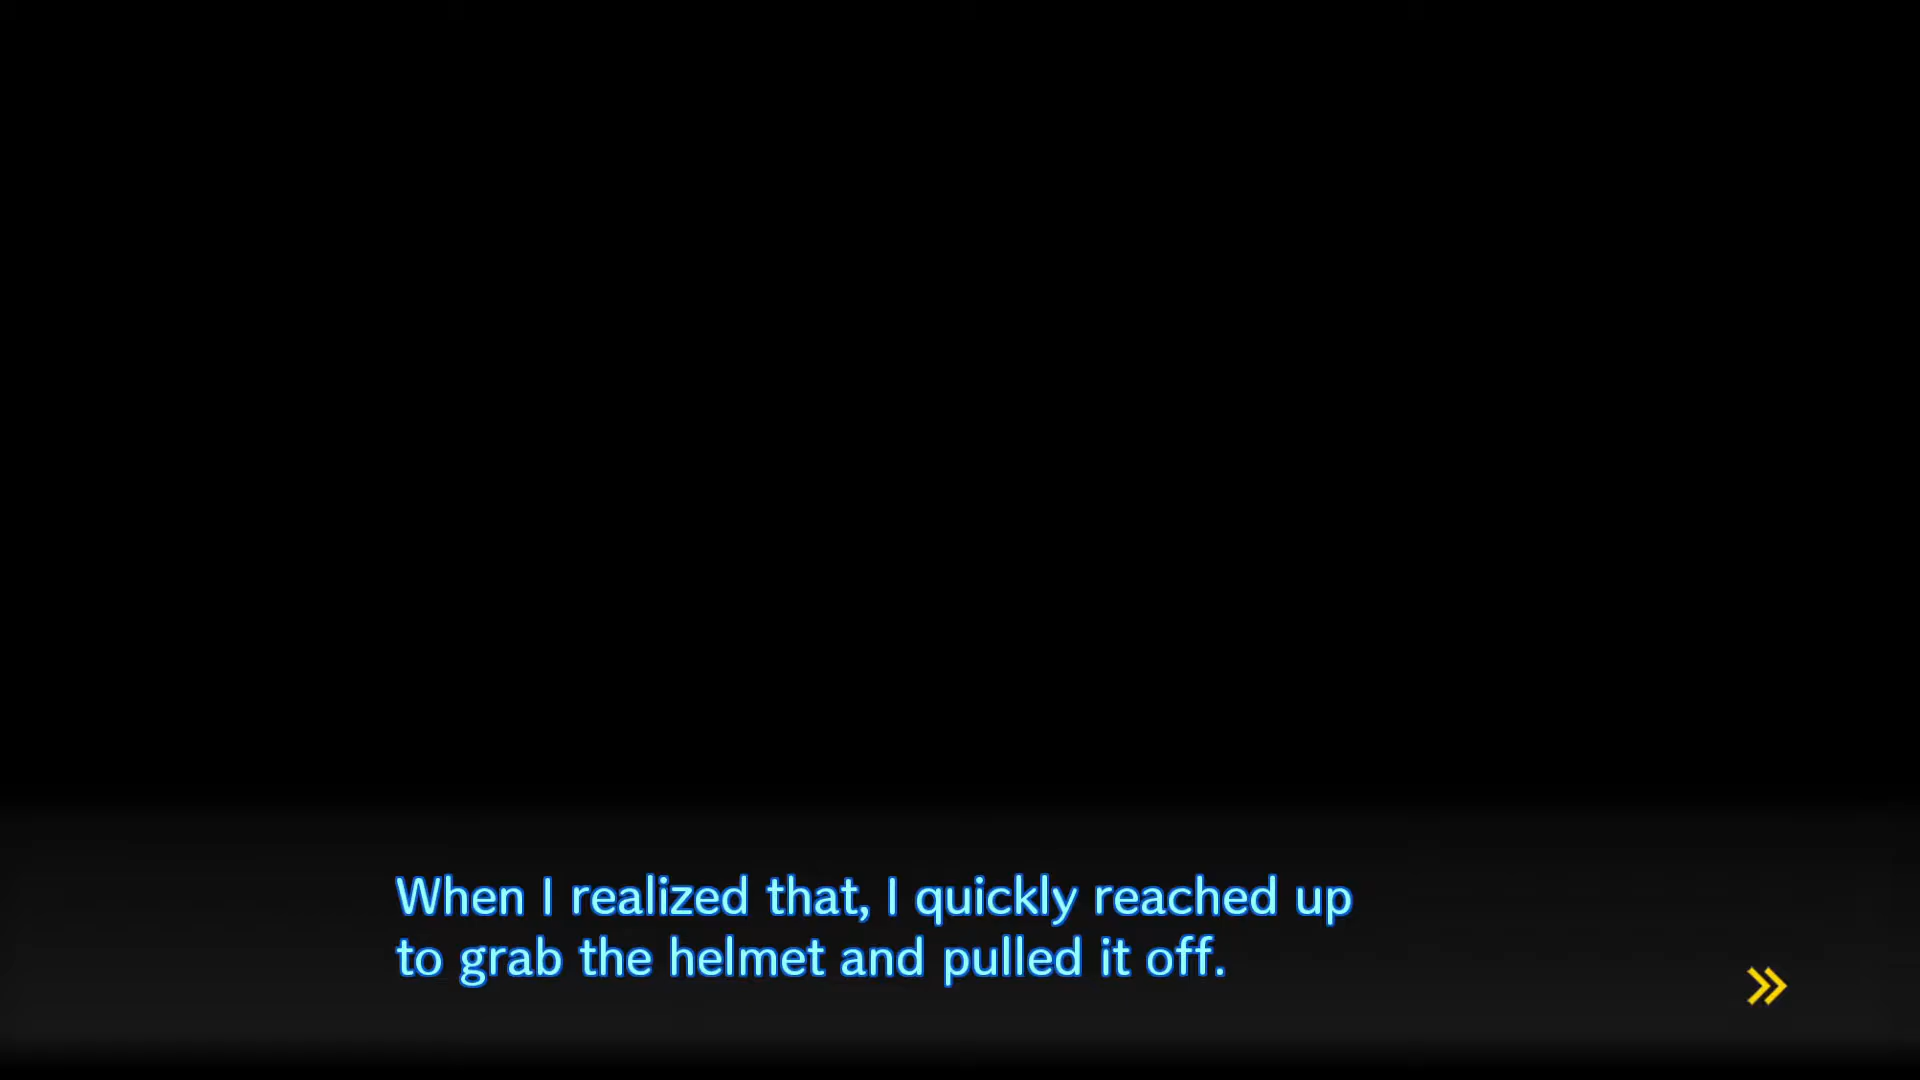 When I realized that, I quickly reached up
to grab the helmet and pulled it off.